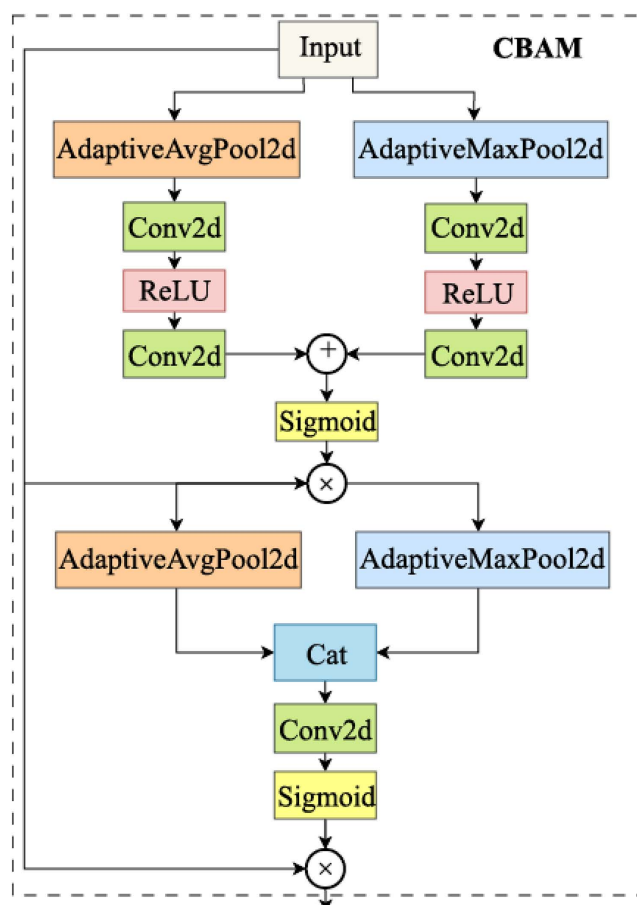 Input
CBAM
AdaptiveAvgPool2d
AdaptiveMaxPool2d
Conv2d
Conv2d
ReLU
ReLU
Conv2d
+
Conv2d
Sigmoid
×
AdaptiveAvgPool2d
AdaptiveMaxPool2d
Cat
Conv2d
Sigmoid
×